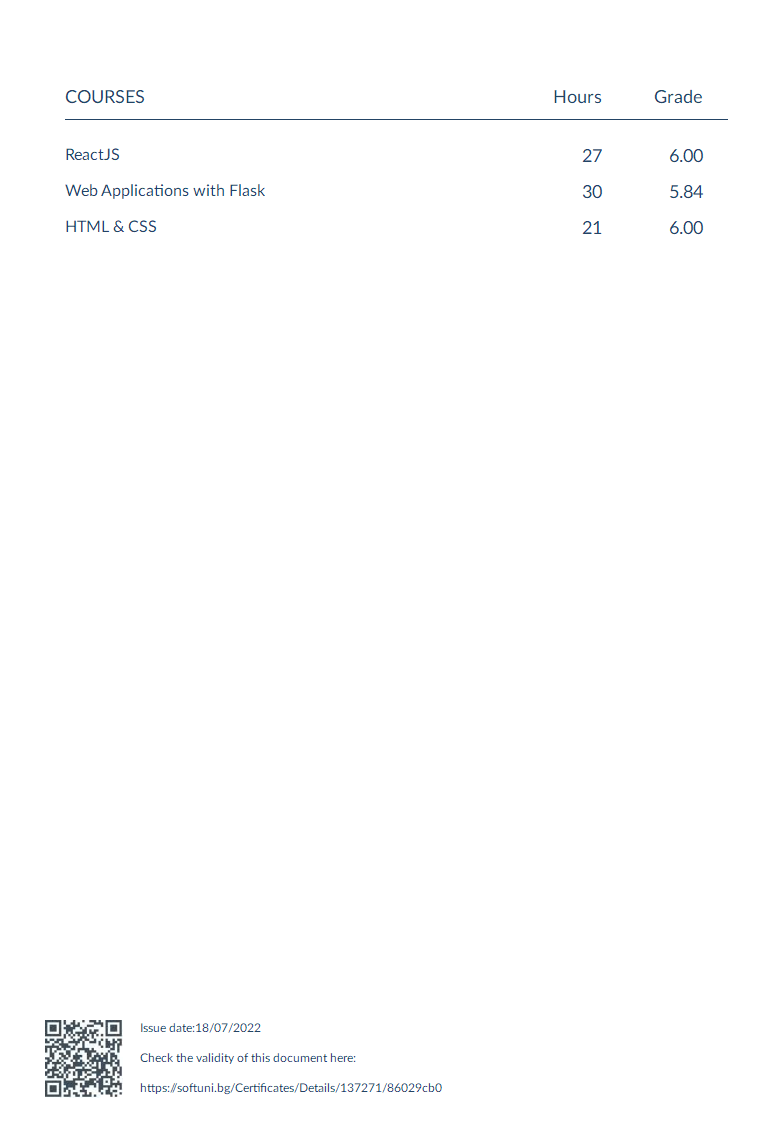 COURSES Hours Grade
ReactJS 27 6.00
Web Applications with Flask 30 5.84
HTML & CSS 21 6.00
Issue date:18/07/2022
Check the validity of this document here:
https://softuni.bg/Certificates/Details/137271/86029cb0